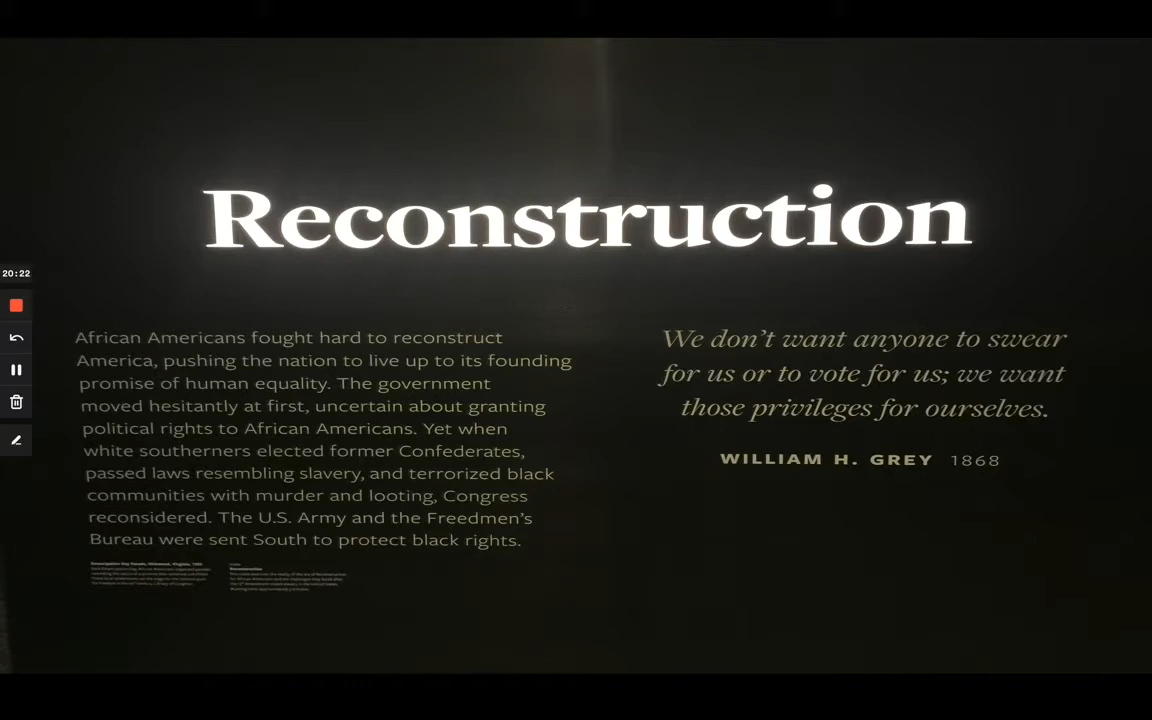 Reconstruction
African Americans fought hard to reconstruct
America, pushing the nation to live up to its founding
promise of human equality. The government
moved hesitantly at first, uncertain about granting
political rights to African Americans. Yet when
white southerners elected former Confederates,
passed laws resembling slavery, and terrorized black
communities with murder and looting, Congress
reconsidered. The U.S. Army and the Freedmen's
Bureau were sent South to protect black rights.
We don't want anyone to swear
for us or to vote for us; we want
those privileges for ourselves.
WILLIAM H. GREY 1868
Reconstruction
20:22